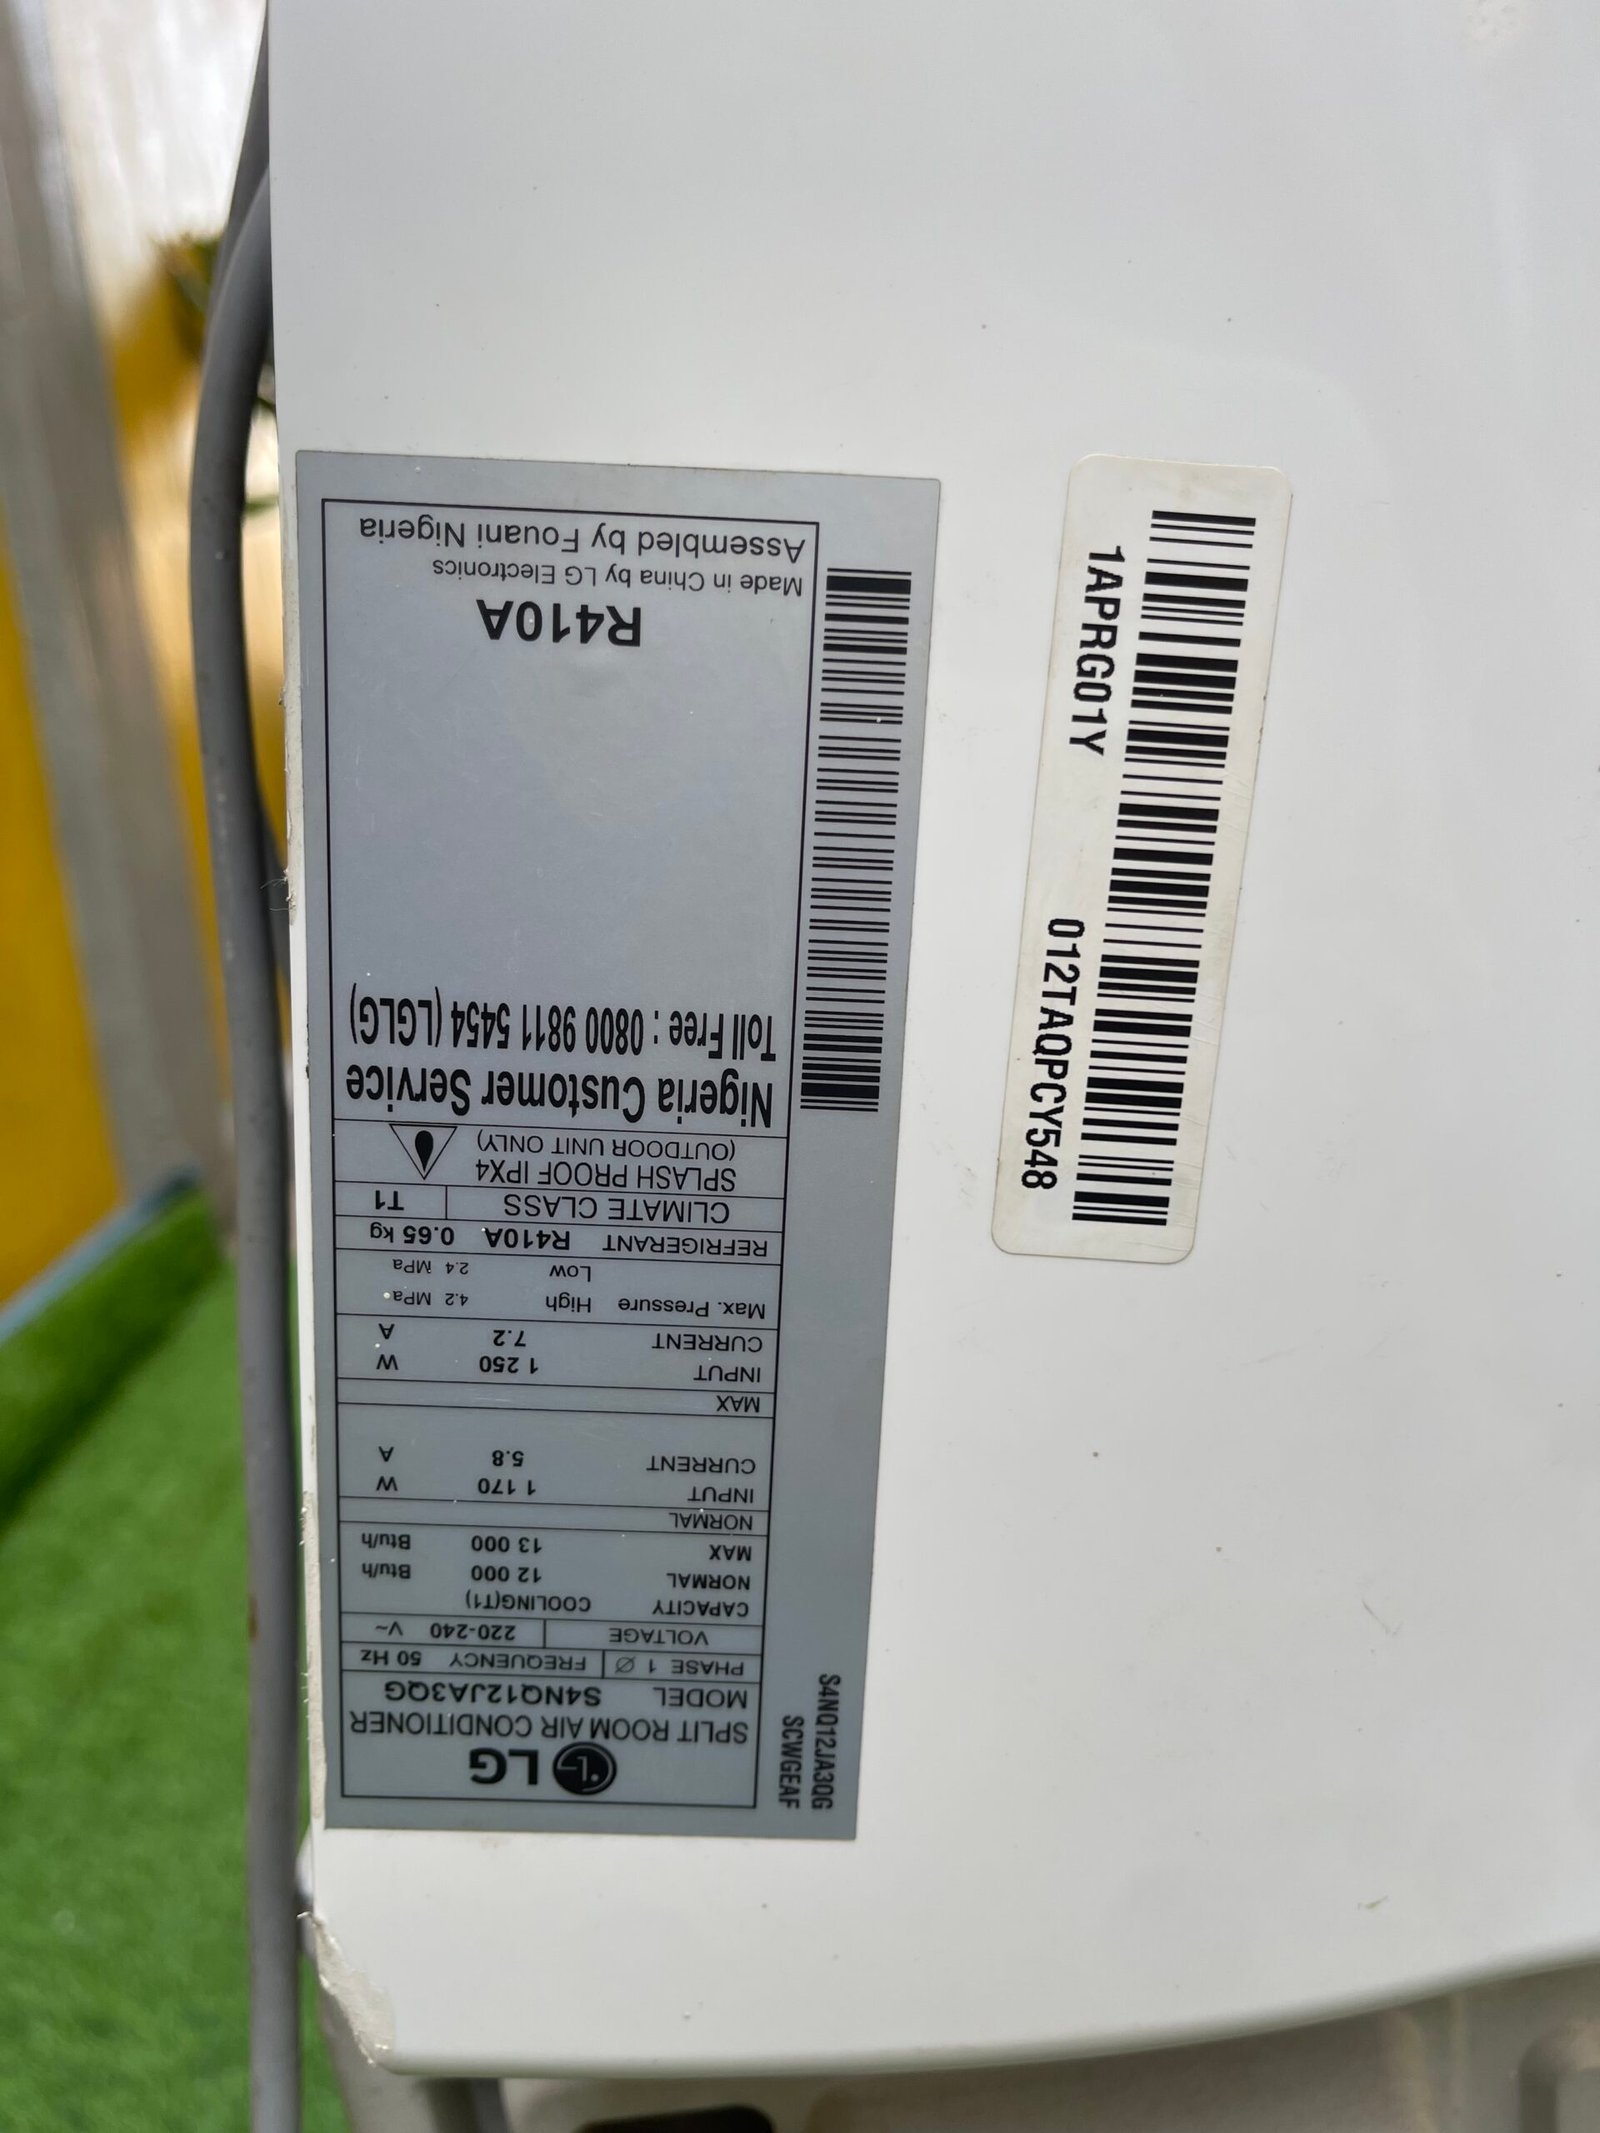 LG
SPLIT ROOM AIR CONDITIONER
MODEL S4NQ12JA3QG
PHASE 1 Ø FREQUENCY 50 Hz
VOLTAGE 220-240 V~
CAPACITY COOLING(T1)
NORMAL 12 000 Btu/h
MAX 13 000 Btu/h
NORMAL
INPUT 1 170 W
CURRENT 5.8 A
MAX
INPUT 1 250 W
CURRENT 7.2 A
Max. Pressure High 4.2 MPa
Low 2.4 MPa
REFRIGERANT R410A 0.65 kg
CLIMATE CLASS T1
SPLASH PROOF IPX4
(OUTDOOR UNIT ONLY)
Nigeria Customer Service
Toll Free : 0800 9811 5454 (LGLG)
R410A
Made in China by LG Electronics
Assembled by Fouani Nigeria
S4NQ12JA3QG
SCWGEAF
1APRG01Y 012TAQPCY548